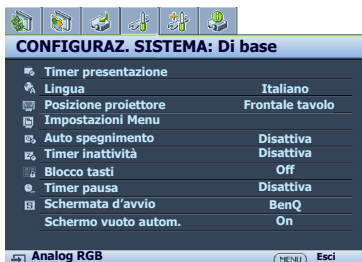 CONFIGURAZ. SISTEMA: Di base
Timer presentazione
Lingua Italiano
Posizione proiettore Frontale tavolo
Impostazioni Menu
Auto spegnimento Disattiva
Timer inattività Disattiva
Blocco tasti Off
Timer pausa Disattiva
Schermata d'avvio BenQ
Schermo vuoto autom. On
Analog RGB MENU Esci